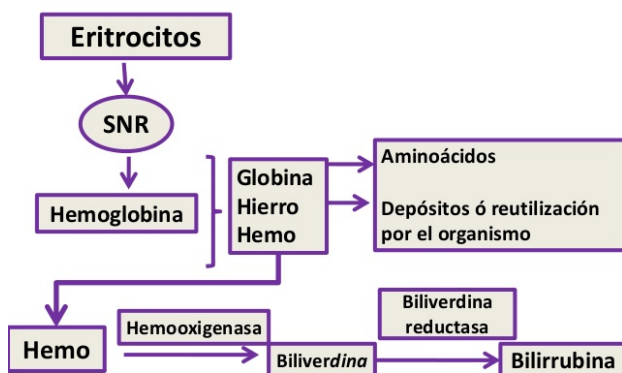 Eritrocitos
SNR
Hemoglobina
Globina
Hierro
Hemo
Aminoácidos
Depósitos ó reutilización
por el organismo
Hemo
Hemooxigenasa
Biliverdina
Biliverdina
reductasa
Bilirrubina